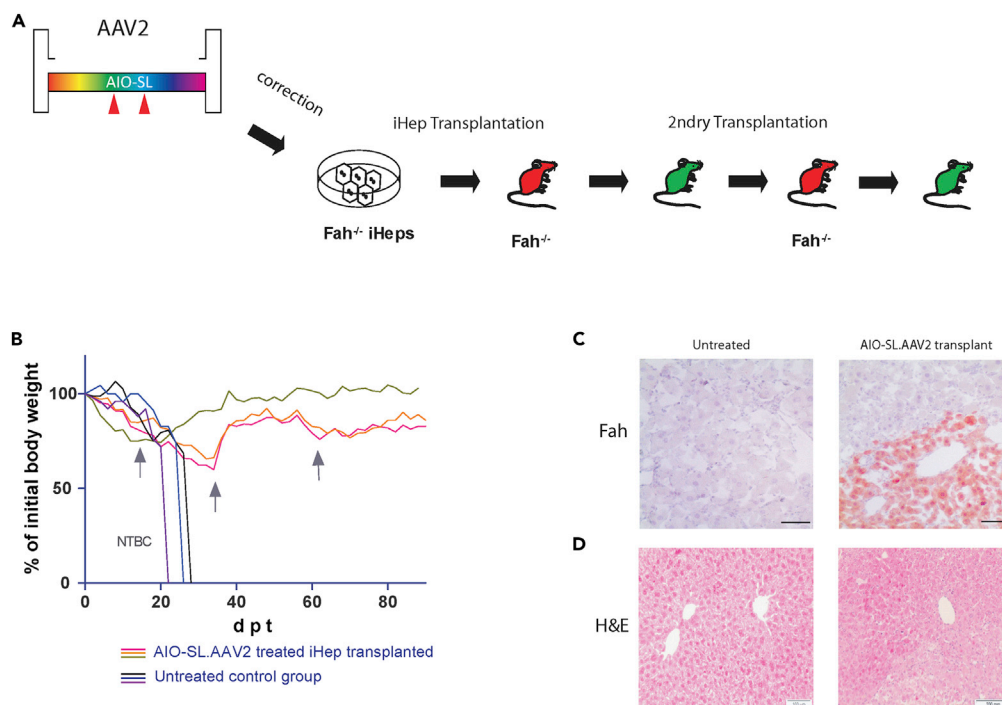 A
AAV2
AIO-SL
correction
iHep Transplantation
2ndry Transplantation
Fah-/- iHeps
Fah-/-
Fah-/-
B
% of initial body weight
100
50
0
NTBC
0 20 40 60 80
dpt
AIO-SL.AAV2 treated iHep transplanted
Untreated control group
C
Untreated
AIO-SL.AAV2 transplant
Fah
D
H&E